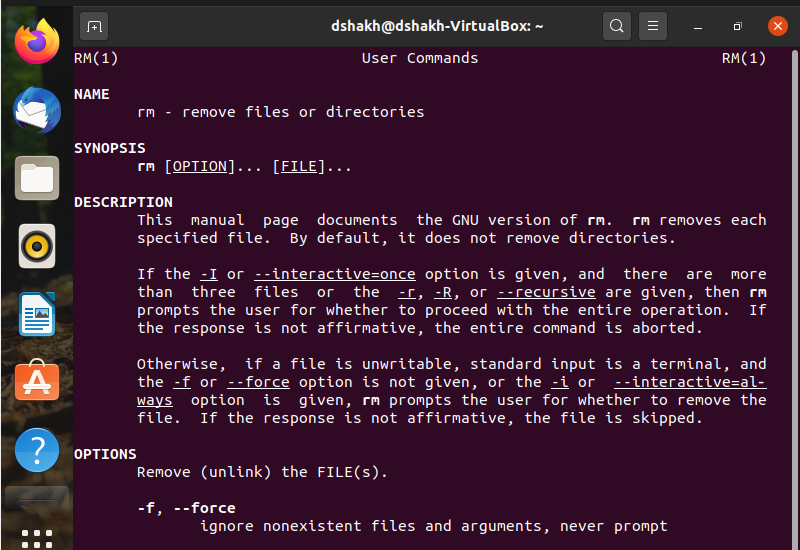 dshakh@dshakh-VirtualBox: ~
RM(1) User Commands RM(1)
NAME
rm - remove files or directories
SYNOPSIS
rm [OPTION]... [FILE]...
DESCRIPTION
This manual page documents the GNU version of rm. rm removes each
specified file. By default, it does not remove directories.
If the -I or --interactive=once option is given, and there are more
than three files or the -r, -R, or --recursive are given, then rm
prompts the user for whether to proceed with the entire operation. If
the response is not affirmative, the entire command is aborted.
Otherwise, if a file is unwritable, standard input is a terminal, and
the -f or --force option is not given, or the -i or --interactive=al-
ways option is given, rm prompts the user for whether to remove the
file. If the response is not affirmative, the file is skipped.
OPTIONS
Remove (unlink) the FILE(s).
-f, --force
ignore nonexistent files and arguments, never prompt